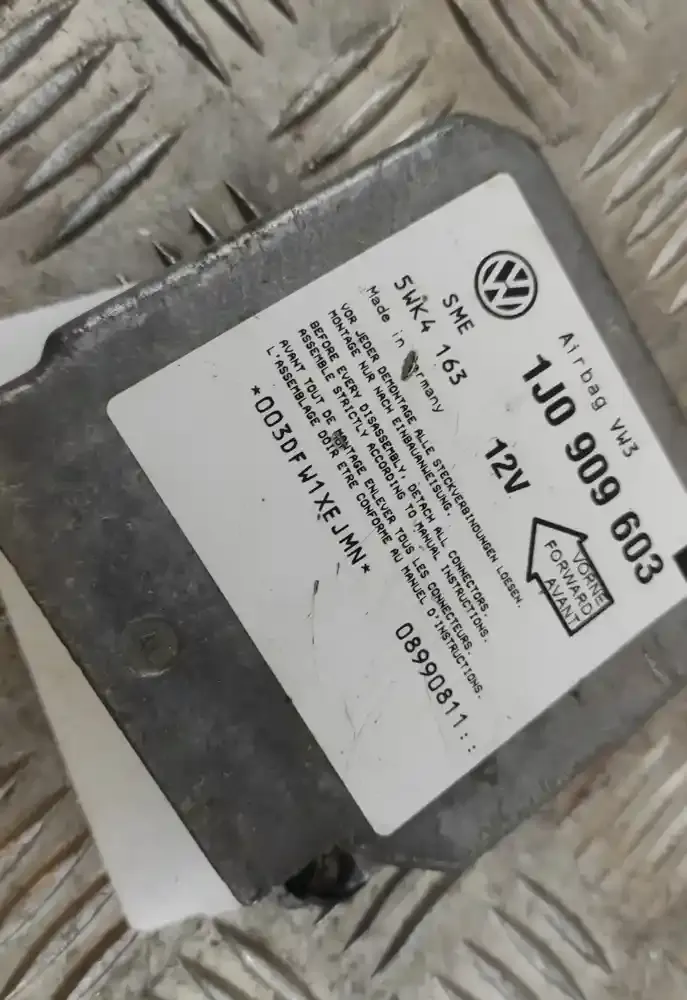 Airbag VW3
1J0 909 603
12V
VORNE
FORWARD
AVANT
SME
5WK4 163
Made in Germany
VOR JEDER DEMONTAGE ALLE STECKVERBINDUNGEN LOESEN.
MONTAGE NUR NACH EINBAUANWEISUNG.
BEFORE EVERY DISASSEMBLY, DETACH ALL CONNECTORS.
ASSEMBLE STRICTLY ACCORDING TO MANUAL INSTRUCTIONS.
AVANT TOUT DE MONTAGE ENLEVER TOUS LES CONNECTEURS.
L'ASSEMBLAGE DOIR ETRE CONFORME AU MANUEL D'INSTRUCTIONS.
*003DFW1XEJMN*
08990811::